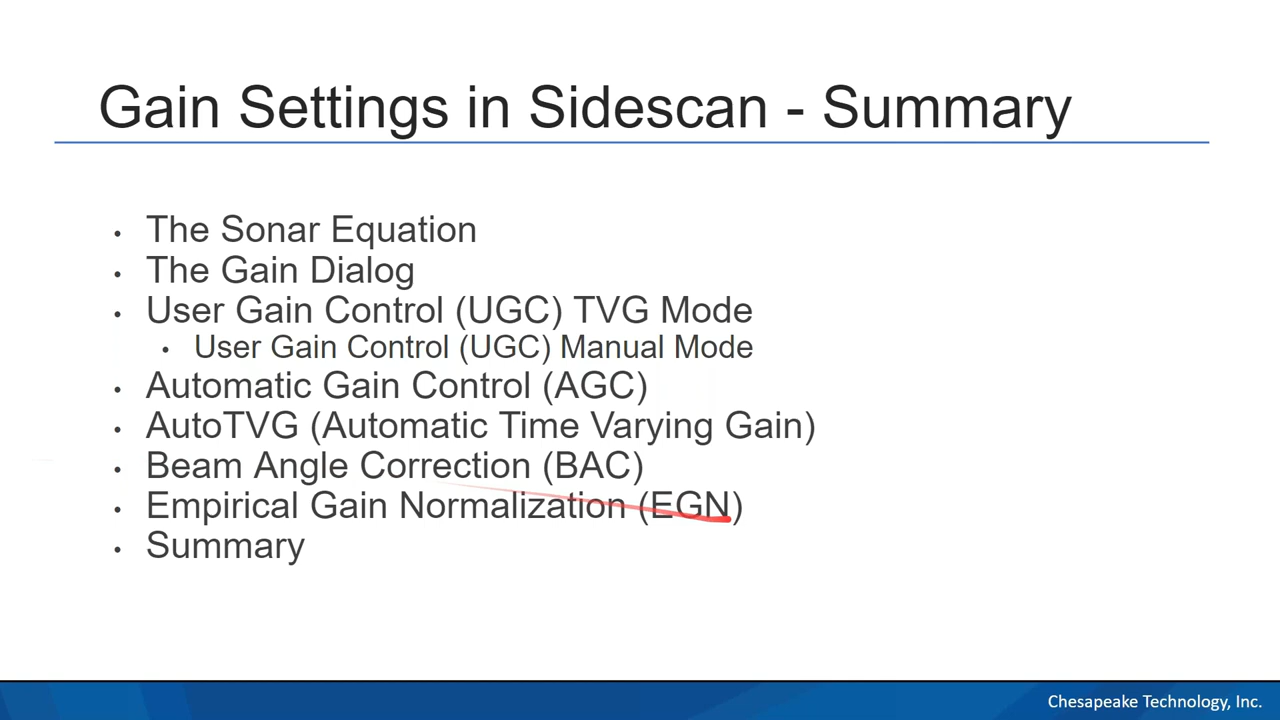 Gain Settings in Sidescan - Summary
• The Sonar Equation
• The Gain Dialog
• User Gain Control (UGC) TVG Mode
• User Gain Control (UGC) Manual Mode
• Automatic Gain Control (AGC)
• AutoTVG (Automatic Time Varying Gain)
• Beam Angle Correction (BAC)
• Empirical Gain Normalization (EGN)
• Summary
Chesapeake Technology, Inc.